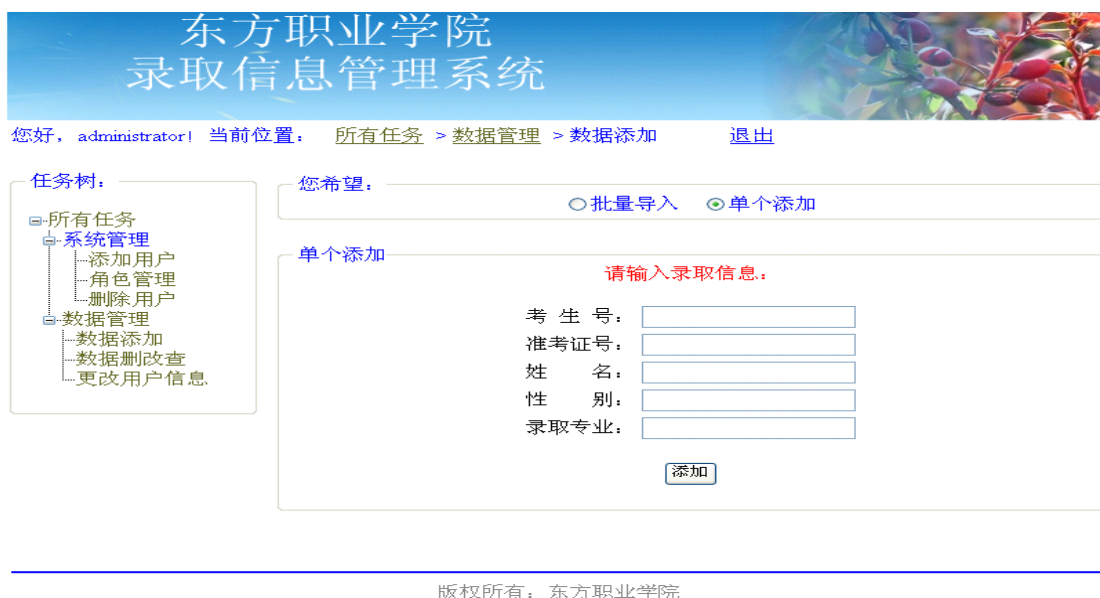 东方职业学院
录取信息管理系统
您好，administrator! 当前位置： 所有任务 > 数据管理 > 数据添加 退出
任务树：
所有任务
系统管理
添加用户
角色管理
删除用户
数据管理
数据添加
数据删改查
更改用户信息
您希望：
批量导入 单个添加
单个添加
请输入录取信息：
考 生 号：
准考证号：
姓 名：
性 别：
录取专业：
添加
版权所有：东方职业学院